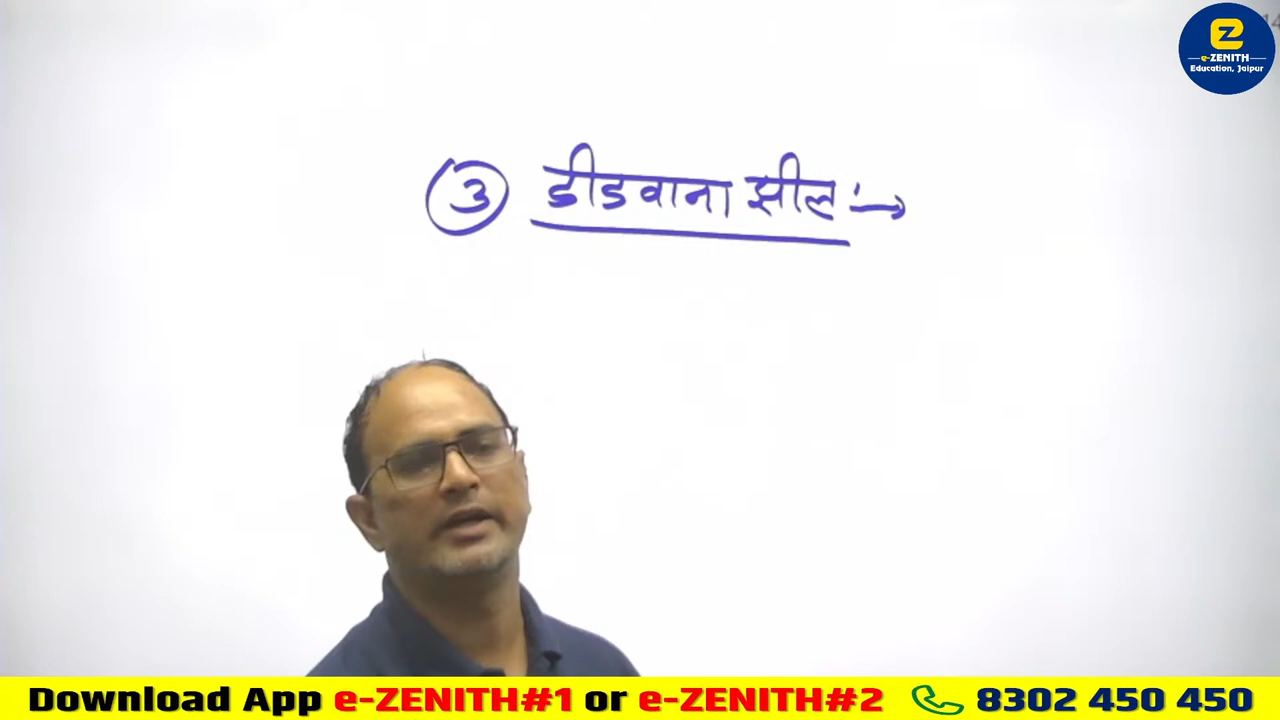 e
Z
e-ZENITH
Education, Jaipur
③ डीडवाना झील :→
Download App e-ZENITH#1 or e-ZENITH#2 8302 450 450